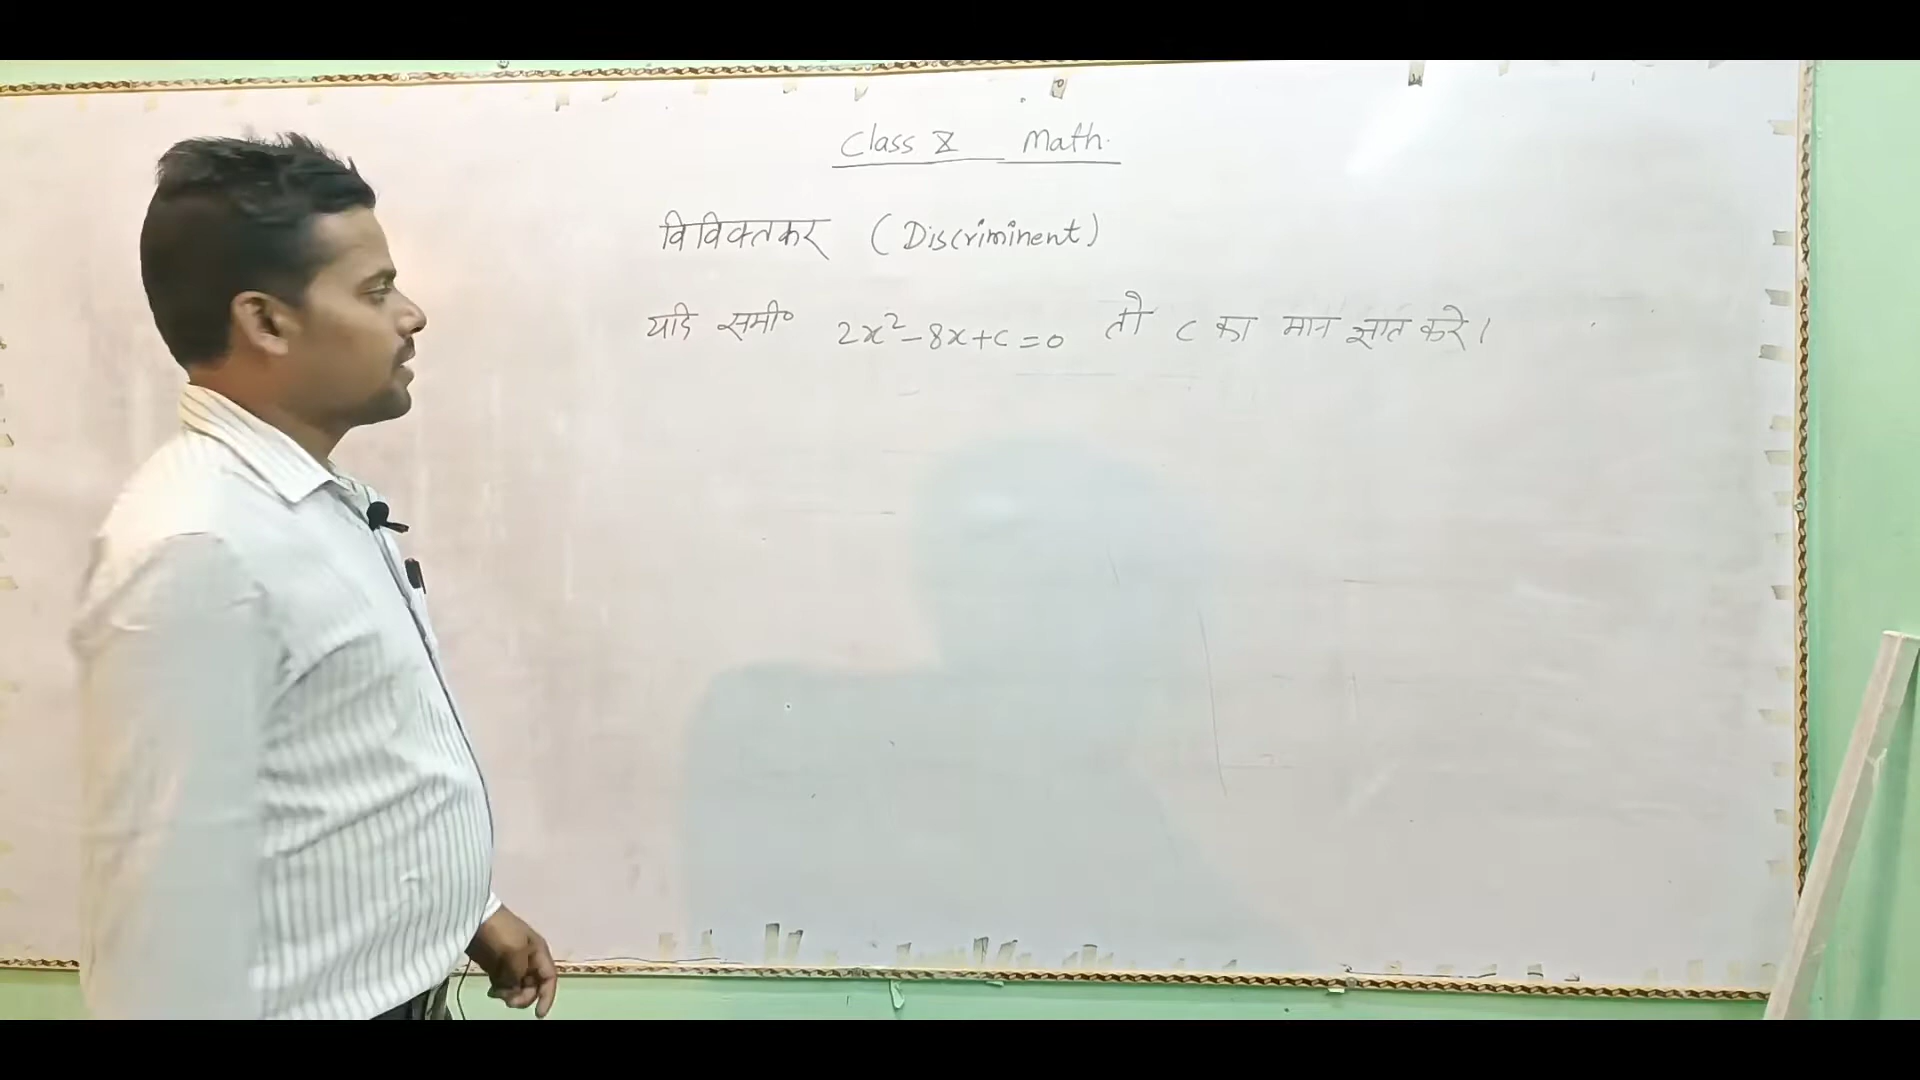 Class X Math.
विविक्तकर (Discriminent)
यदि समी० 2x²-8x+c=0 तो c का मान ज्ञात करे।